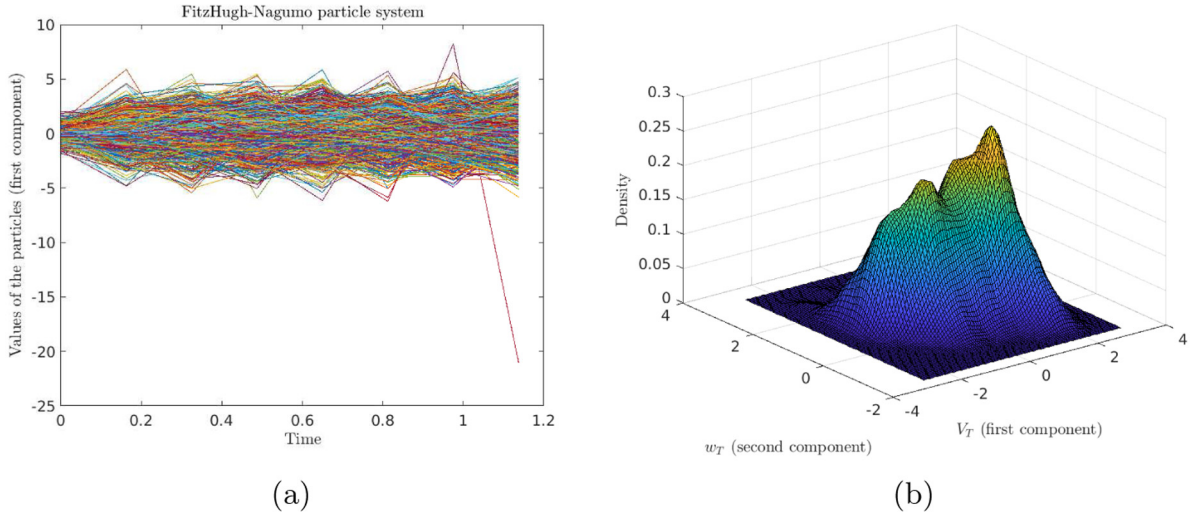 FitzHugh-Nagumo particle system
Values of the particles (first component)
10
5
0
-5
-10
-15
-20
-25
0 0.2 0.4 0.6 0.8 1 1.2
Time
(a)
Density
0.3
0.25
0.2
0.15
0.1
0.05
0
4
2
0
-2
-4
-2
0
2
4
w_T (second component)
V_T (first component)
(b)